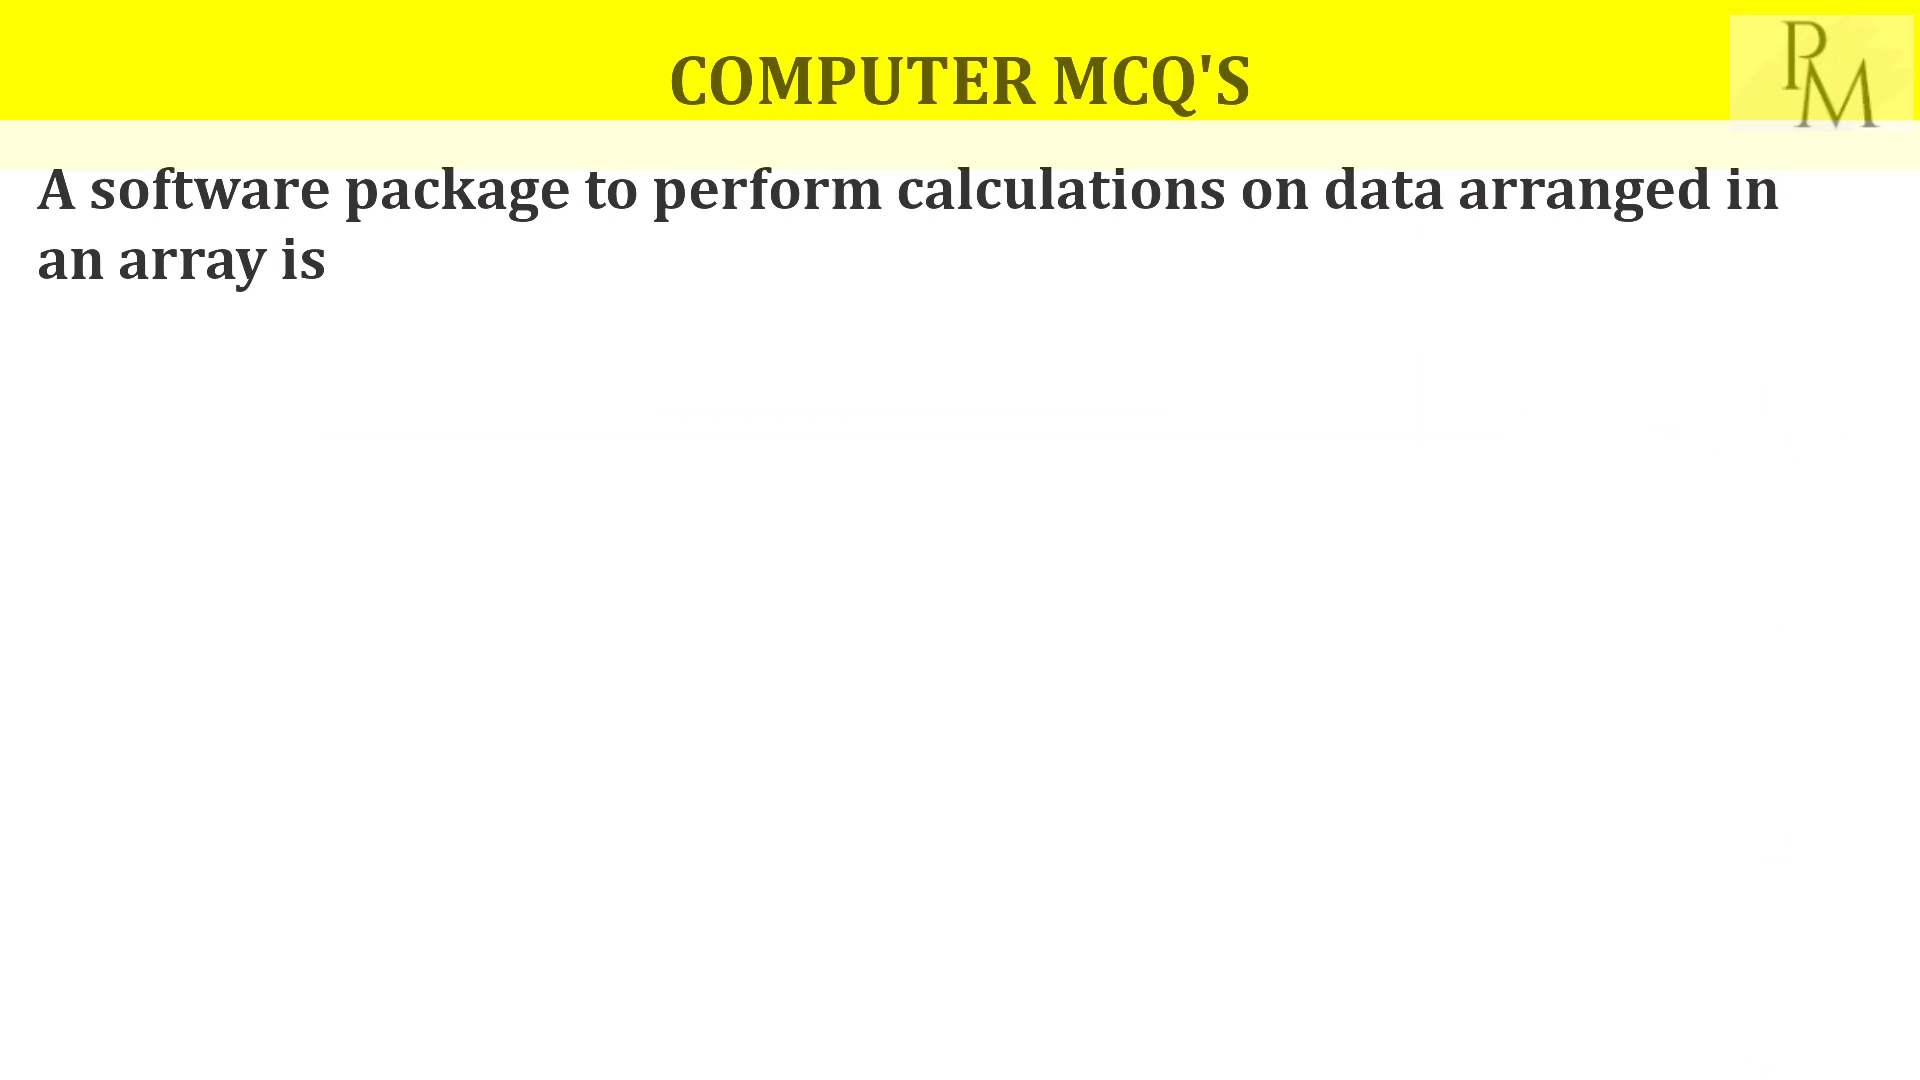 COMPUTER MCQ'S
PM
A software package to perform calculations on data arranged in
an array is